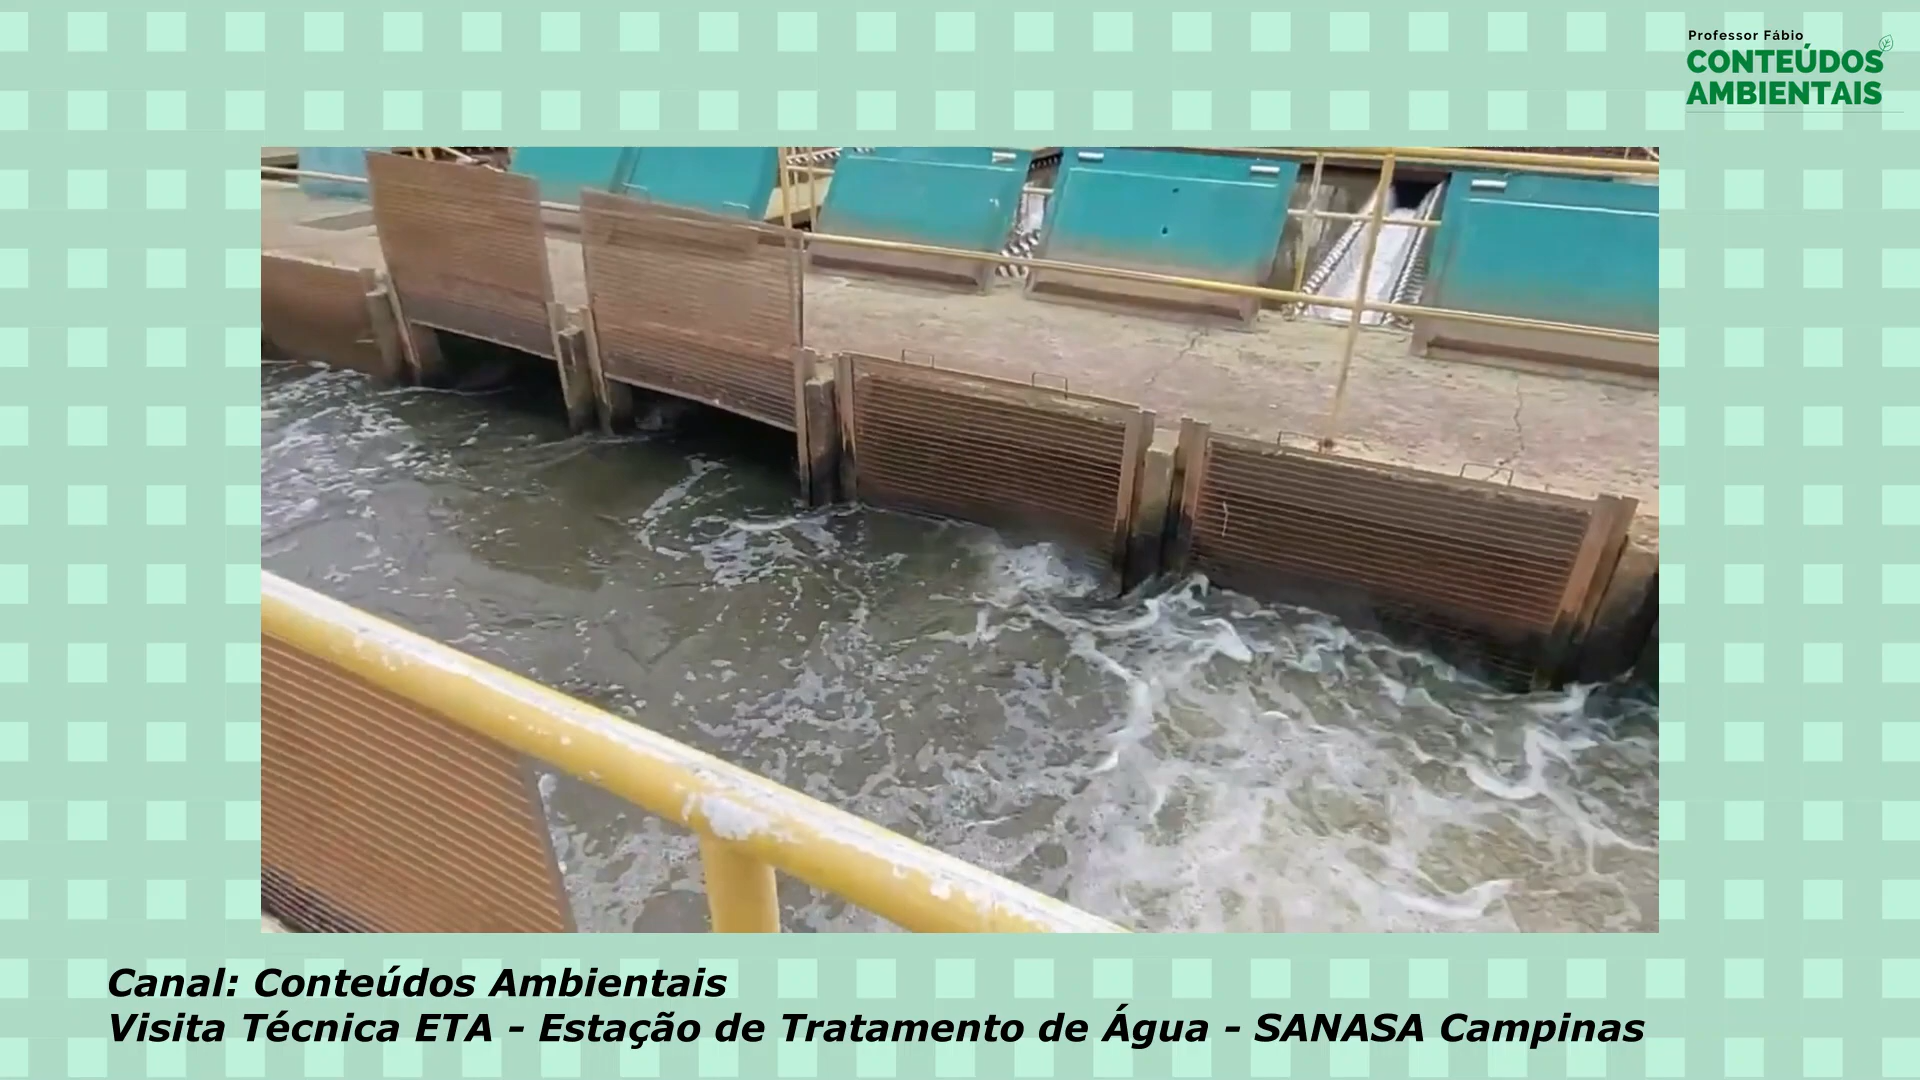 Professor Fábio
CONTEÚDOS
AMBIENTAIS
Canal: Conteúdos Ambientais
Visita Técnica ETA - Estação de Tratamento de Água - SANASA Campinas